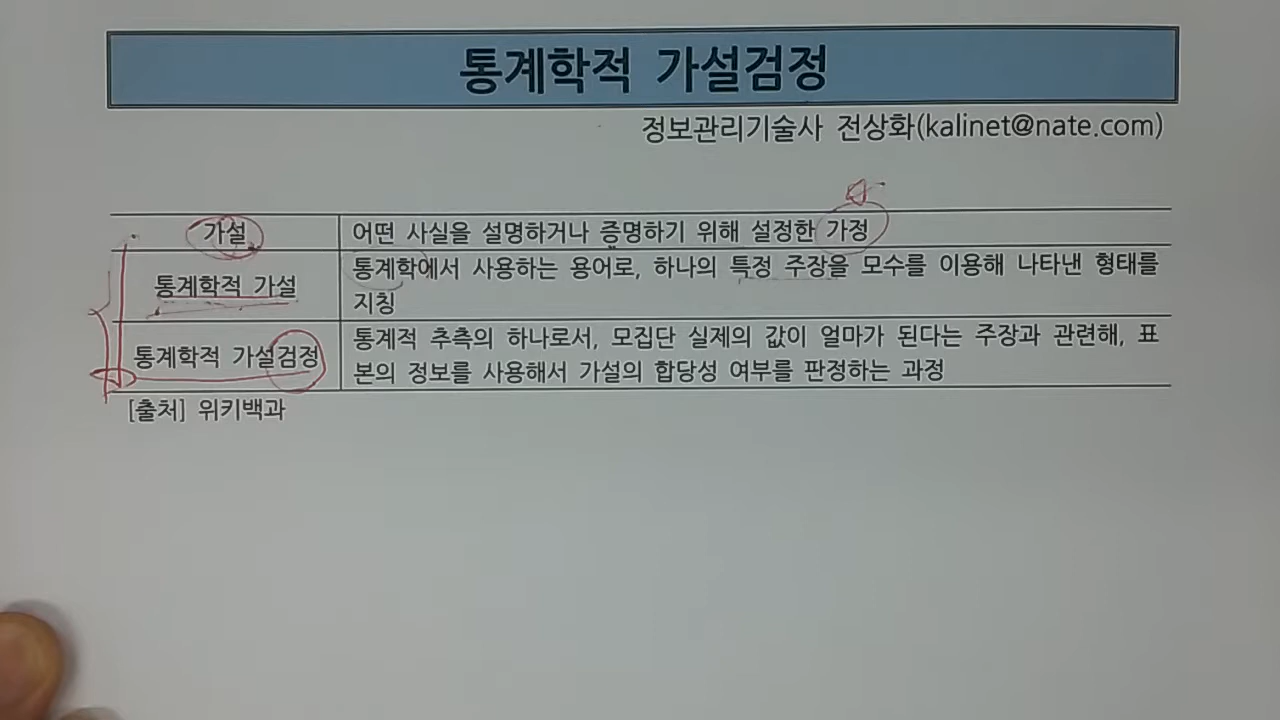 통계학적 가설검정
정보관리기술사 전상화(kalinet@nate.com)
가설
어떤 사실을 설명하거나 증명하기 위해 설정한 가정
통계학적 가설
통계학에서 사용하는 용어로, 하나의 특정 주장을 모수를 이용해 나타낸 형태를
지칭
통계학적 가설검정
통계적 추측의 하나로서, 모집단 실제의 값이 얼마가 된다는 주장과 관련해, 표
본의 정보를 사용해서 가설의 합당성 여부를 판정하는 과정
[출처] 위키백과